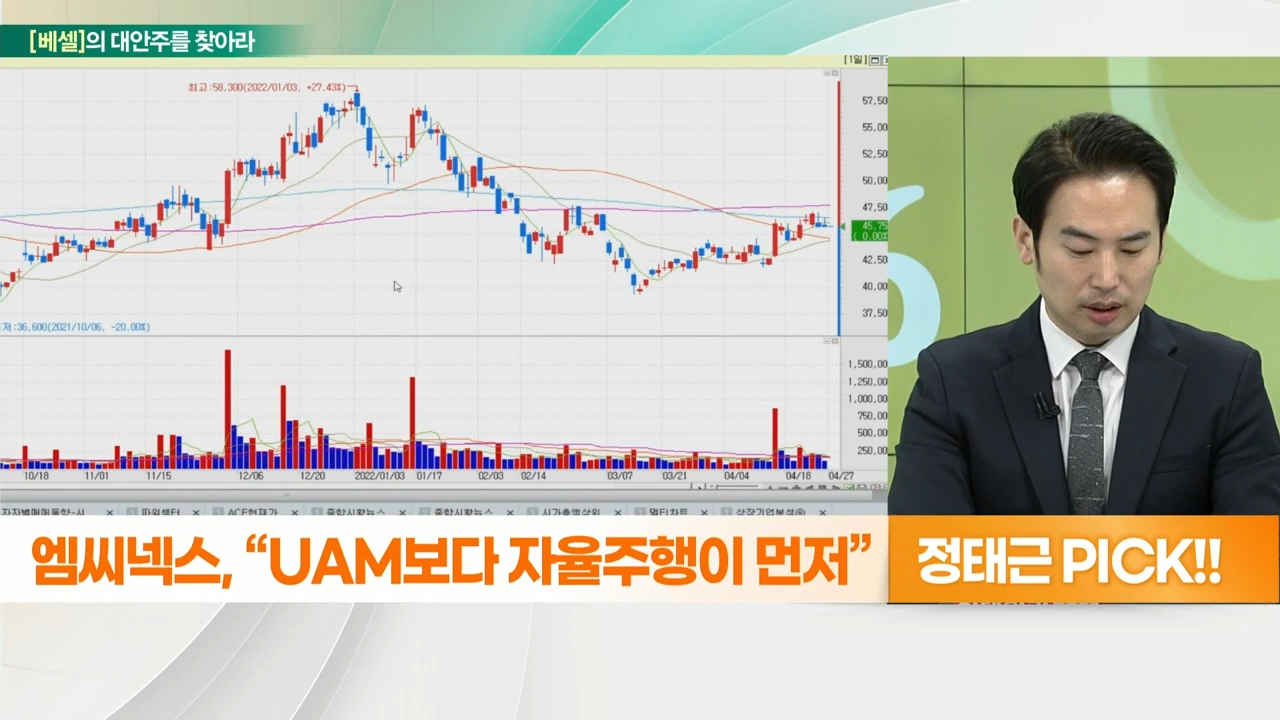 [베셀]의 대안주를 찾아라
[1일]
최고:58,300(2022/01/03, +27.43%)
57,50
55,00
52,50
50,00
47,50
45,75
( 0.00%
42,50
40,00
37,50
저:36,600(2021/10/06, -20.00%)
1,500,00
1,250,00
1,000,00
750,00
500,00
250,00
10/18 11/01 11/15 12/06 12/20 2022/01/03 01/17 02/03 02/14 03/07 03/21 04/04 04/18 04/27
엠씨넥스, “UAM보다 자율주행이 먼저”
정태근 PICK!!